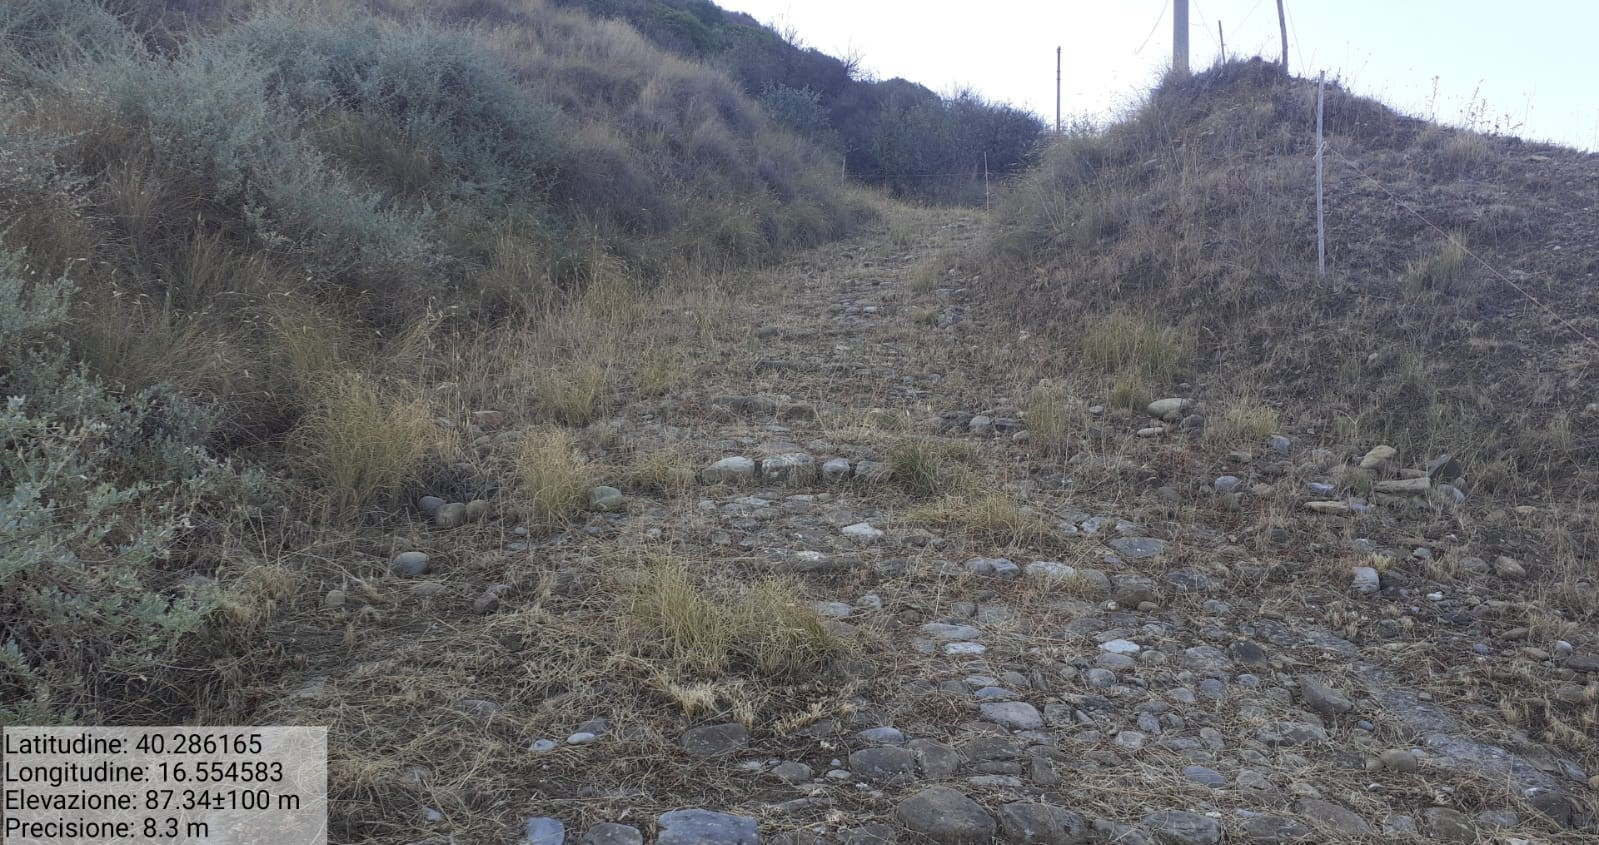 Latitudine: 40.286165
Longitudine: 16.554583
Elevazione: 87.34±100 m
Precisione: 8.3 m